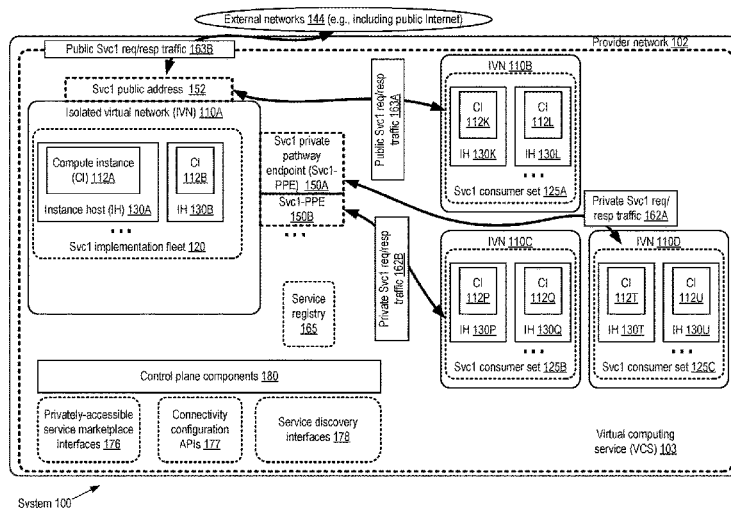 External networks 144 (e.g., including public Internet)
Public Svc1 req/resp traffic 163B
Provider network 102
Svc1 public address 152
Isolated virtual network (IVN) 110A
Compute instance (CI) 112A
Instance host (IH) 130A
CI
112B
IH 130B
Svc1 implementation fleet 120
Svc1 private
pathway
endpoint (Svc1-
PPE) 150A
Svc1-PPE
150B
Public Svc1 req/resp
traffic 163A
IVN 110B
CI
112K
IH 130K
CI
112L
IH 130L
Svc1 consumer set 125A
Private Svc1 req/
resp traffic 162A
Private Svc1 req/resp
traffic 162B
IVN 110C
CI
112P
IH 130P
CI
112Q
IH 130Q
Svc1 consumer set 125B
IVN 110D
CI
112T
IH 130T
CI
112U
IH 130U
Svc1 consumer set 125C
Service
registry
165
Control plane components 180
Privately-accessible
service marketplace
interfaces 176
Connectivity
configuration
APIs 177
Service discovery
interfaces 178
Virtual computing
service (VCS) 103
System 100